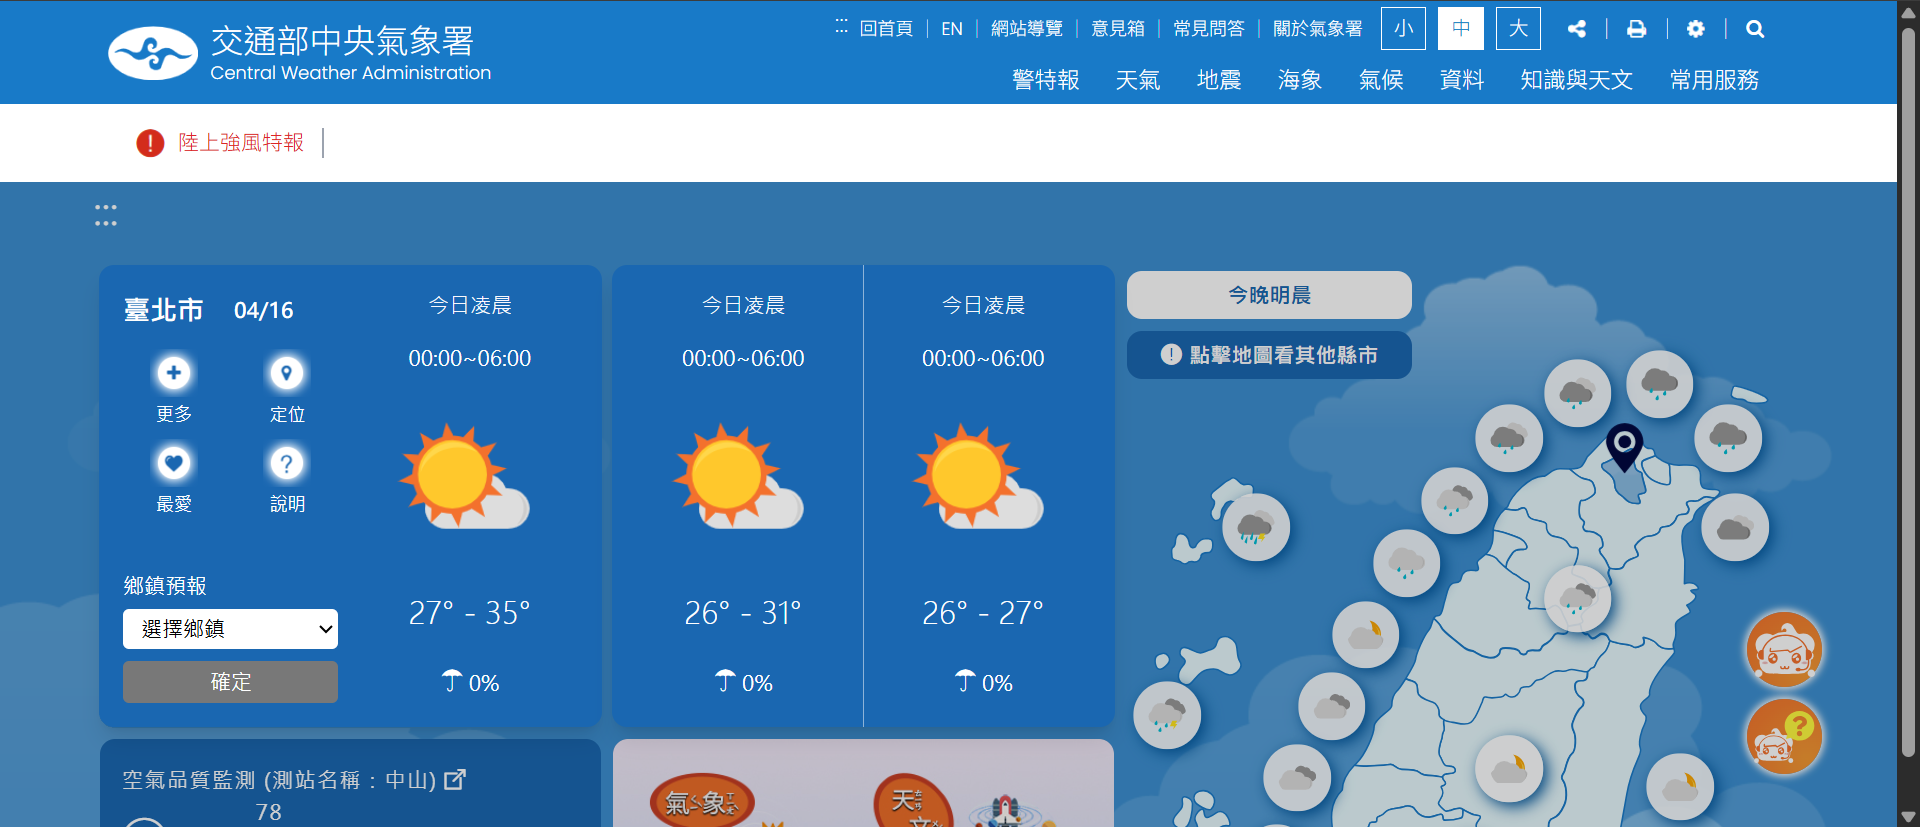 交通部中央氣象署
Central Weather Administration
回首頁 EN 網站導覽 意見箱 常見問答 關於氣象署 小 中 大
警特報 天氣 地震 海象 氣候 資料 知識與天文 常用服務
陸上強風特報
臺北市 04/16
更多 定位
最愛 說明
鄉鎮預報
選擇鄉鎮
確定
今日凌晨
00:00~06:00
27° - 35°
0%
今日凌晨
00:00~06:00
26° - 31°
0%
今日凌晨
00:00~06:00
26° - 27°
0%
今晚明晨
點擊地圖看其他縣市
空氣品質監測 (測站名稱：中山)
78
氣象
天文